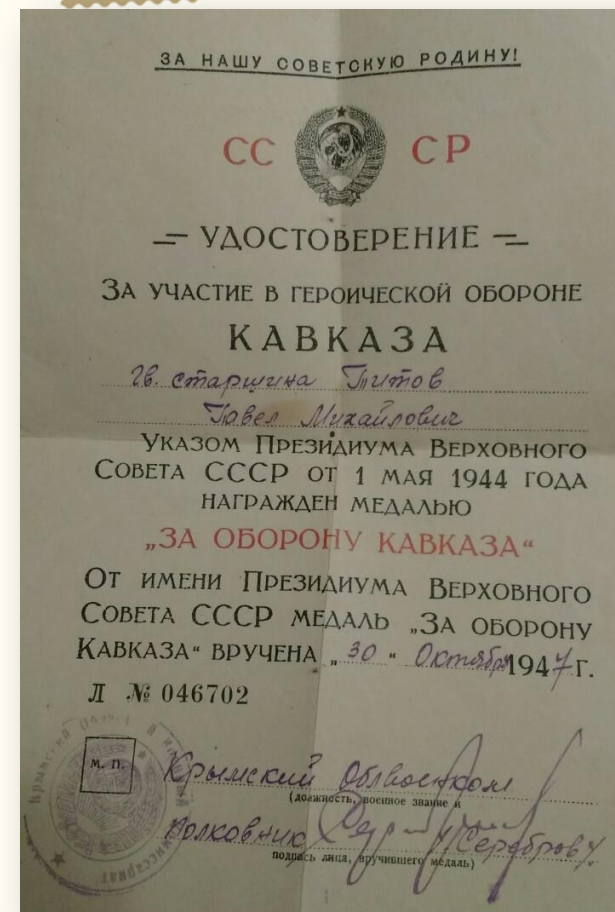 ЗА НАШУ СОВЕТСКУЮ РОДИНУ!
СС СР
УДОСТОВЕРЕНИЕ
ЗА УЧАСТИЕ В ГЕРОИЧЕСКОЙ ОБОРОНЕ
КАВКАЗА
Гв. старшина Титов
Павел Михайлович
УКАЗОМ ПРЕЗИДИУМА ВЕРХОВНОГО
СОВЕТА СССР ОТ 1 МАЯ 1944 ГОДА
НАГРАЖДЕН МЕДАЛЬЮ
„ЗА ОБОРОНУ КАВКАЗА“
ОТ ИМЕНИ ПРЕЗИДИУМА ВЕРХОВНОГО
СОВЕТА СССР МЕДАЛЬ „ЗА ОБОРОНУ
КАВКАЗА“ ВРУЧЕНА „30“ Октября 1947 г.
Л № 046702
М. П.
Крымский Облвоенком
(должность, военное звание и
полковник
подпись лица, вручившего медаль)